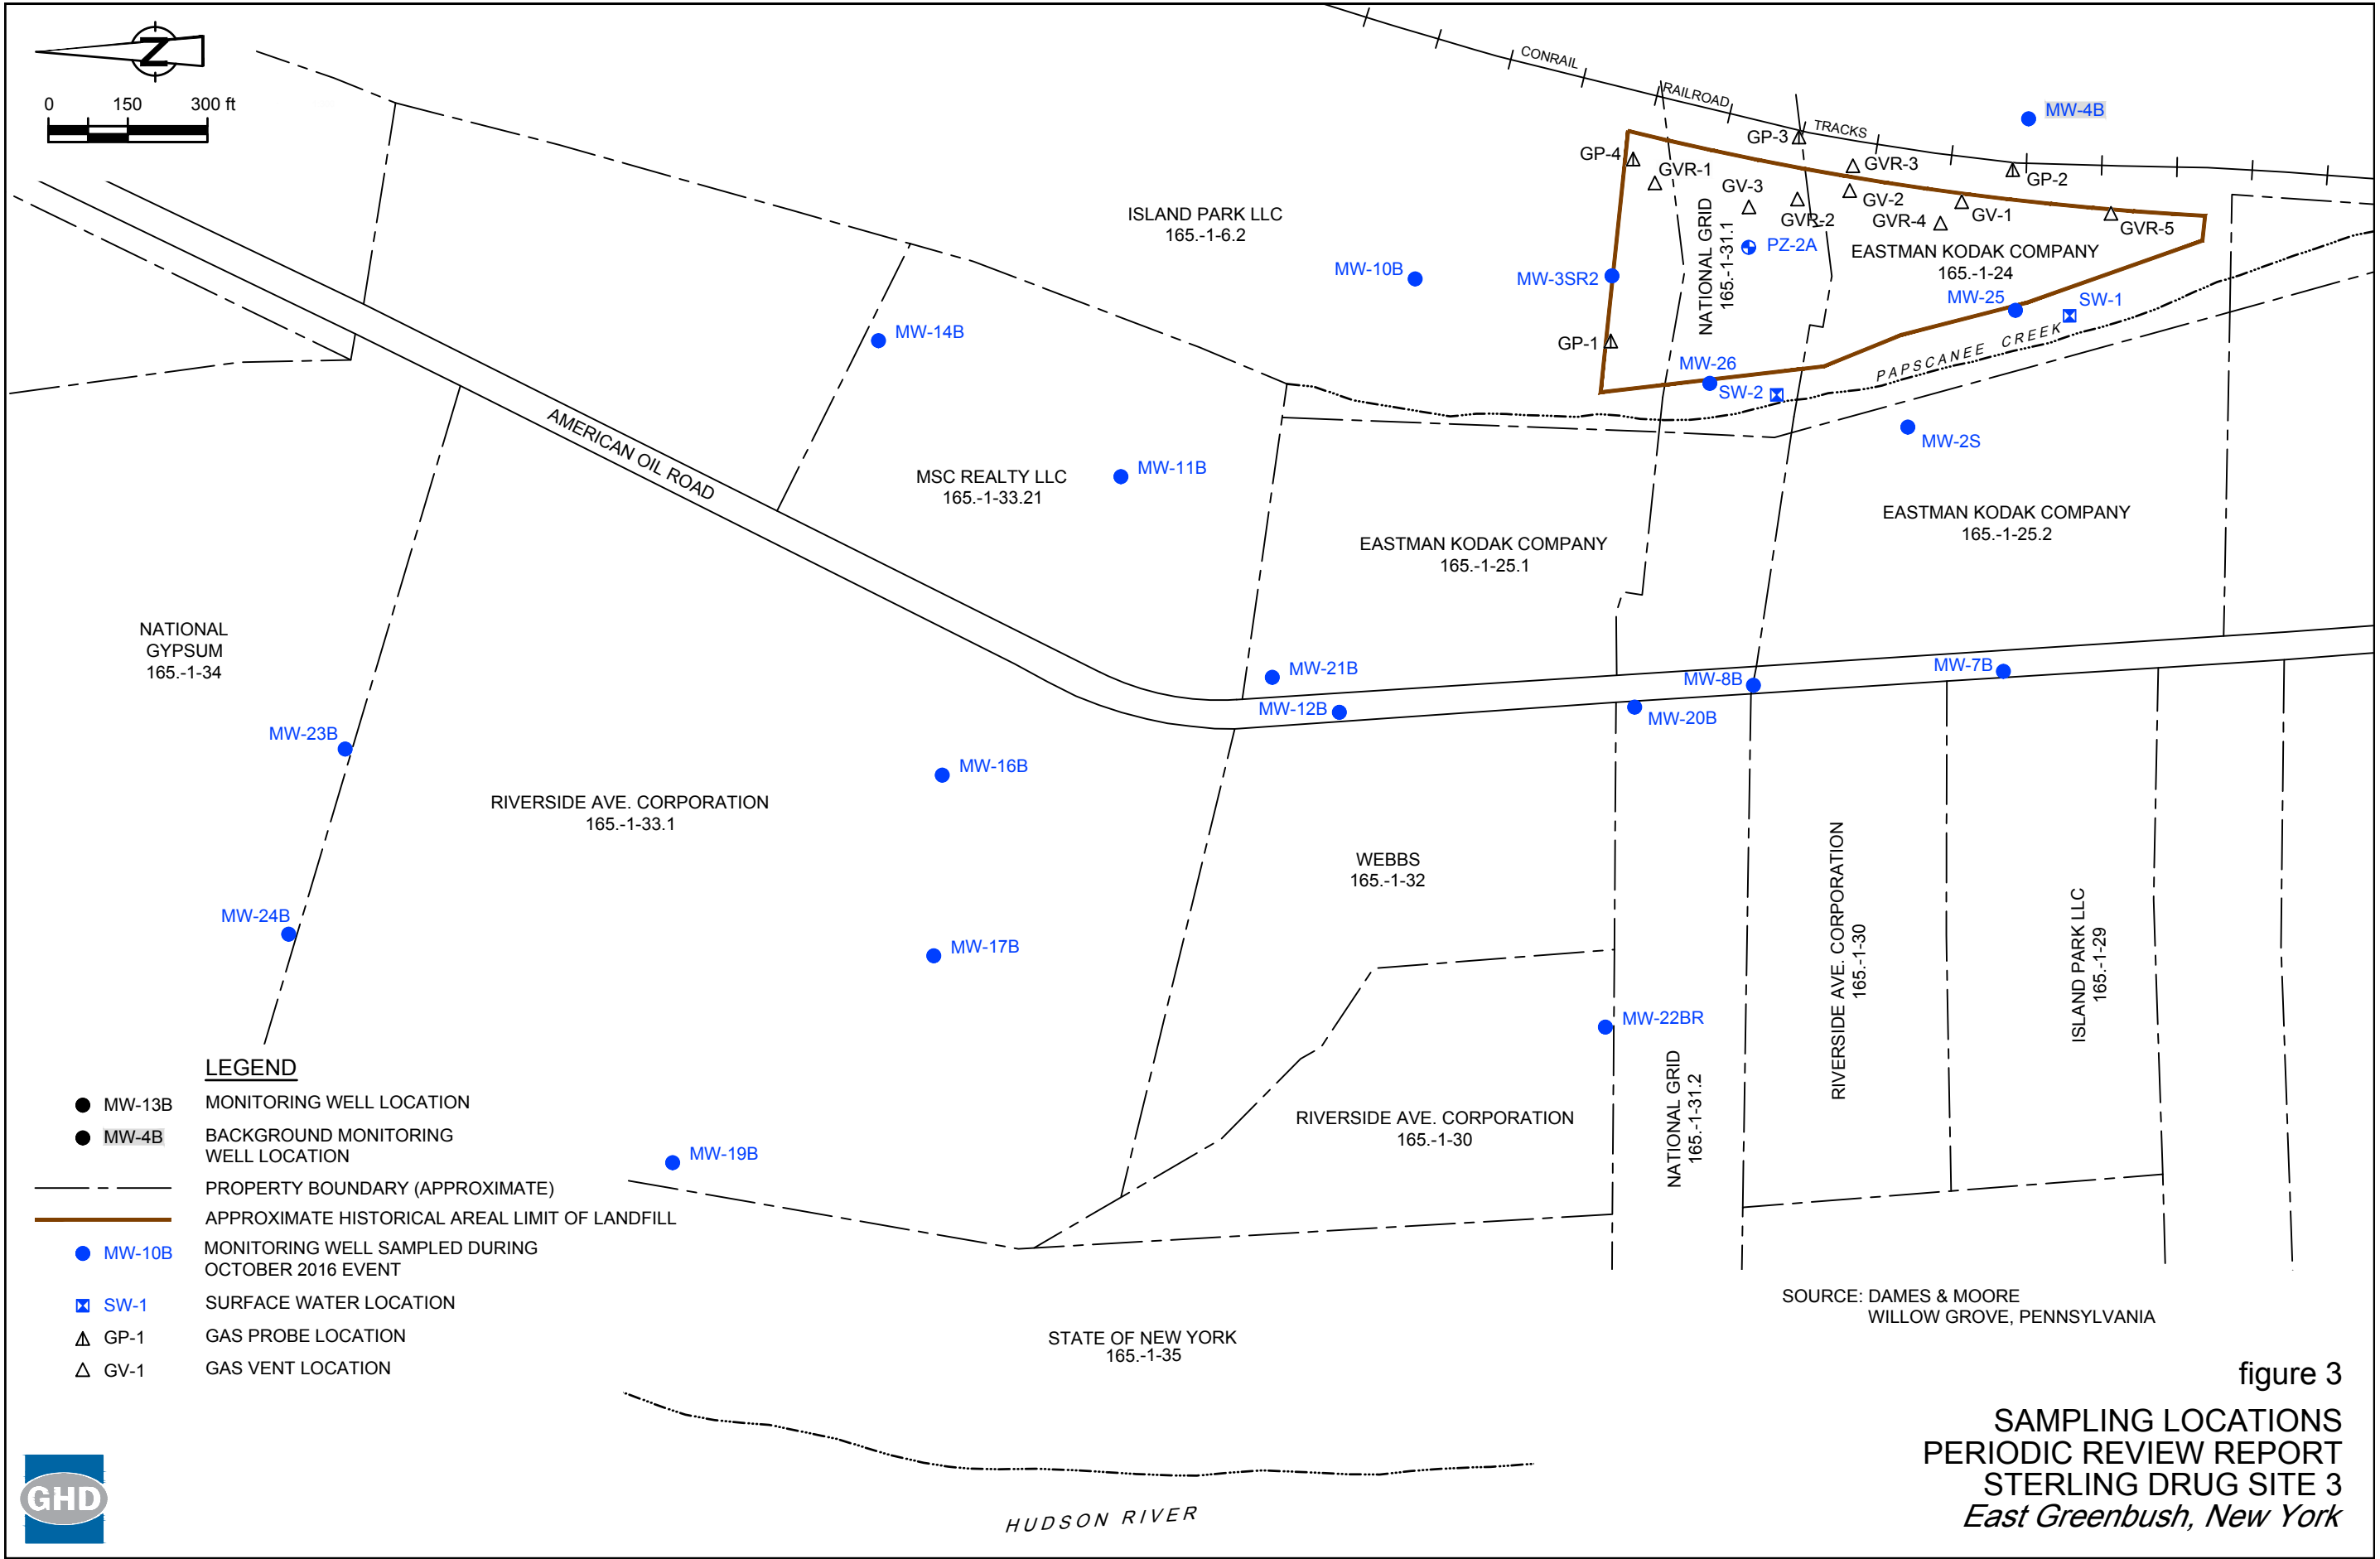 Z
0 150 300 ft
CONRAIL
RAILROAD
TRACKS
MW-4B
GP-3
GP-4
GVR-1
GVR-3
GP-2
GV-3
GV-2
GVR-2
GVR-4
GV-1
GVR-5
ISLAND PARK LLC
165.-1-6.2
NATIONAL GRID
165.-1-31.1
PZ-2A
EASTMAN KODAK COMPANY
165.-1-24
MW-10B
MW-3SR2
MW-25
SW-1
MW-14B
GP-1
PAPSCANEE CREEK
MW-26
SW-2
MW-2S
AMERICAN OIL ROAD
MSC REALTY LLC
165.-1-33.21
MW-11B
EASTMAN KODAK COMPANY
165.-1-25.1
EASTMAN KODAK COMPANY
165.-1-25.2
NATIONAL
GYPSUM
165.-1-34
MW-21B
MW-12B
MW-8B
MW-20B
MW-7B
MW-23B
MW-16B
RIVERSIDE AVE. CORPORATION
165.-1-33.1
WEBBS
165.-1-32
RIVERSIDE AVE. CORPORATION
165.-1-30
ISLAND PARK LLC
165.-1-29
MW-24B
MW-17B
MW-22BR
NATIONAL GRID
165.-1-31.2
RIVERSIDE AVE. CORPORATION
165.-1-30
MW-19B
LEGEND
MW-13B MONITORING WELL LOCATION
MW-4B BACKGROUND MONITORING
WELL LOCATION
PROPERTY BOUNDARY (APPROXIMATE)
APPROXIMATE HISTORICAL AREAL LIMIT OF LANDFILL
MW-10B MONITORING WELL SAMPLED DURING
OCTOBER 2016 EVENT
SW-1 SURFACE WATER LOCATION
GP-1 GAS PROBE LOCATION
GV-1 GAS VENT LOCATION
STATE OF NEW YORK
165.-1-35
HUDSON RIVER
SOURCE: DAMES & MOORE
WILLOW GROVE, PENNSYLVANIA
figure 3
SAMPLING LOCATIONS
PERIODIC REVIEW REPORT
STERLING DRUG SITE 3
East Greenbush, New York
GHD